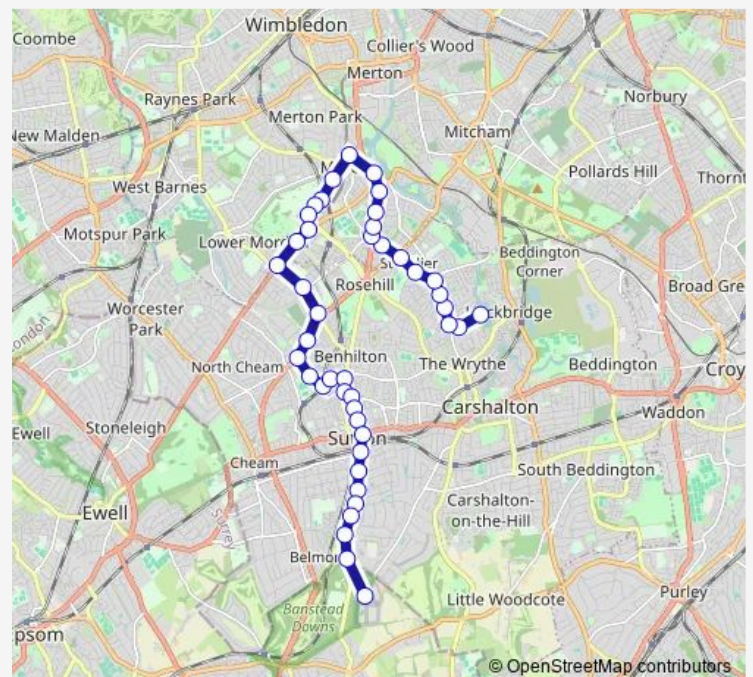 Wimbledon
Coombe
Collier's Wood
Merton
Raynes Park
Norbury
Merton Park
New Malden
Mitcham
Pollards Hill
West Barnes
Motspur Park
Lower
Beddington
Corner
Rosehill
Broad Gre
Worcester
Park
North Cheam
Benhilton
The Wrythe
Beddington
Croy
Carshalton
Waddon
Ewell
Stoneleigh
Cheam
South Beddington
Ewell
Surrey
Carshalton-
on-the-Hill
Banstead
Downs
Little Woodcote
Purley
psom
© OpenStreetMap contributors